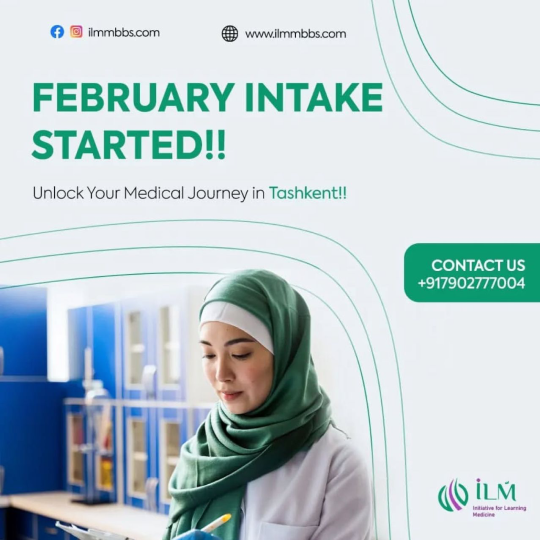 ilmmbbs.com
www.ilmmbbs.com
FEBRUARY INTAKE
STARTED!!
Unlock Your Medical Journey in Tashkent!!
CONTACT US
+917902777004
iLM
Initiative for Learning
Medicine